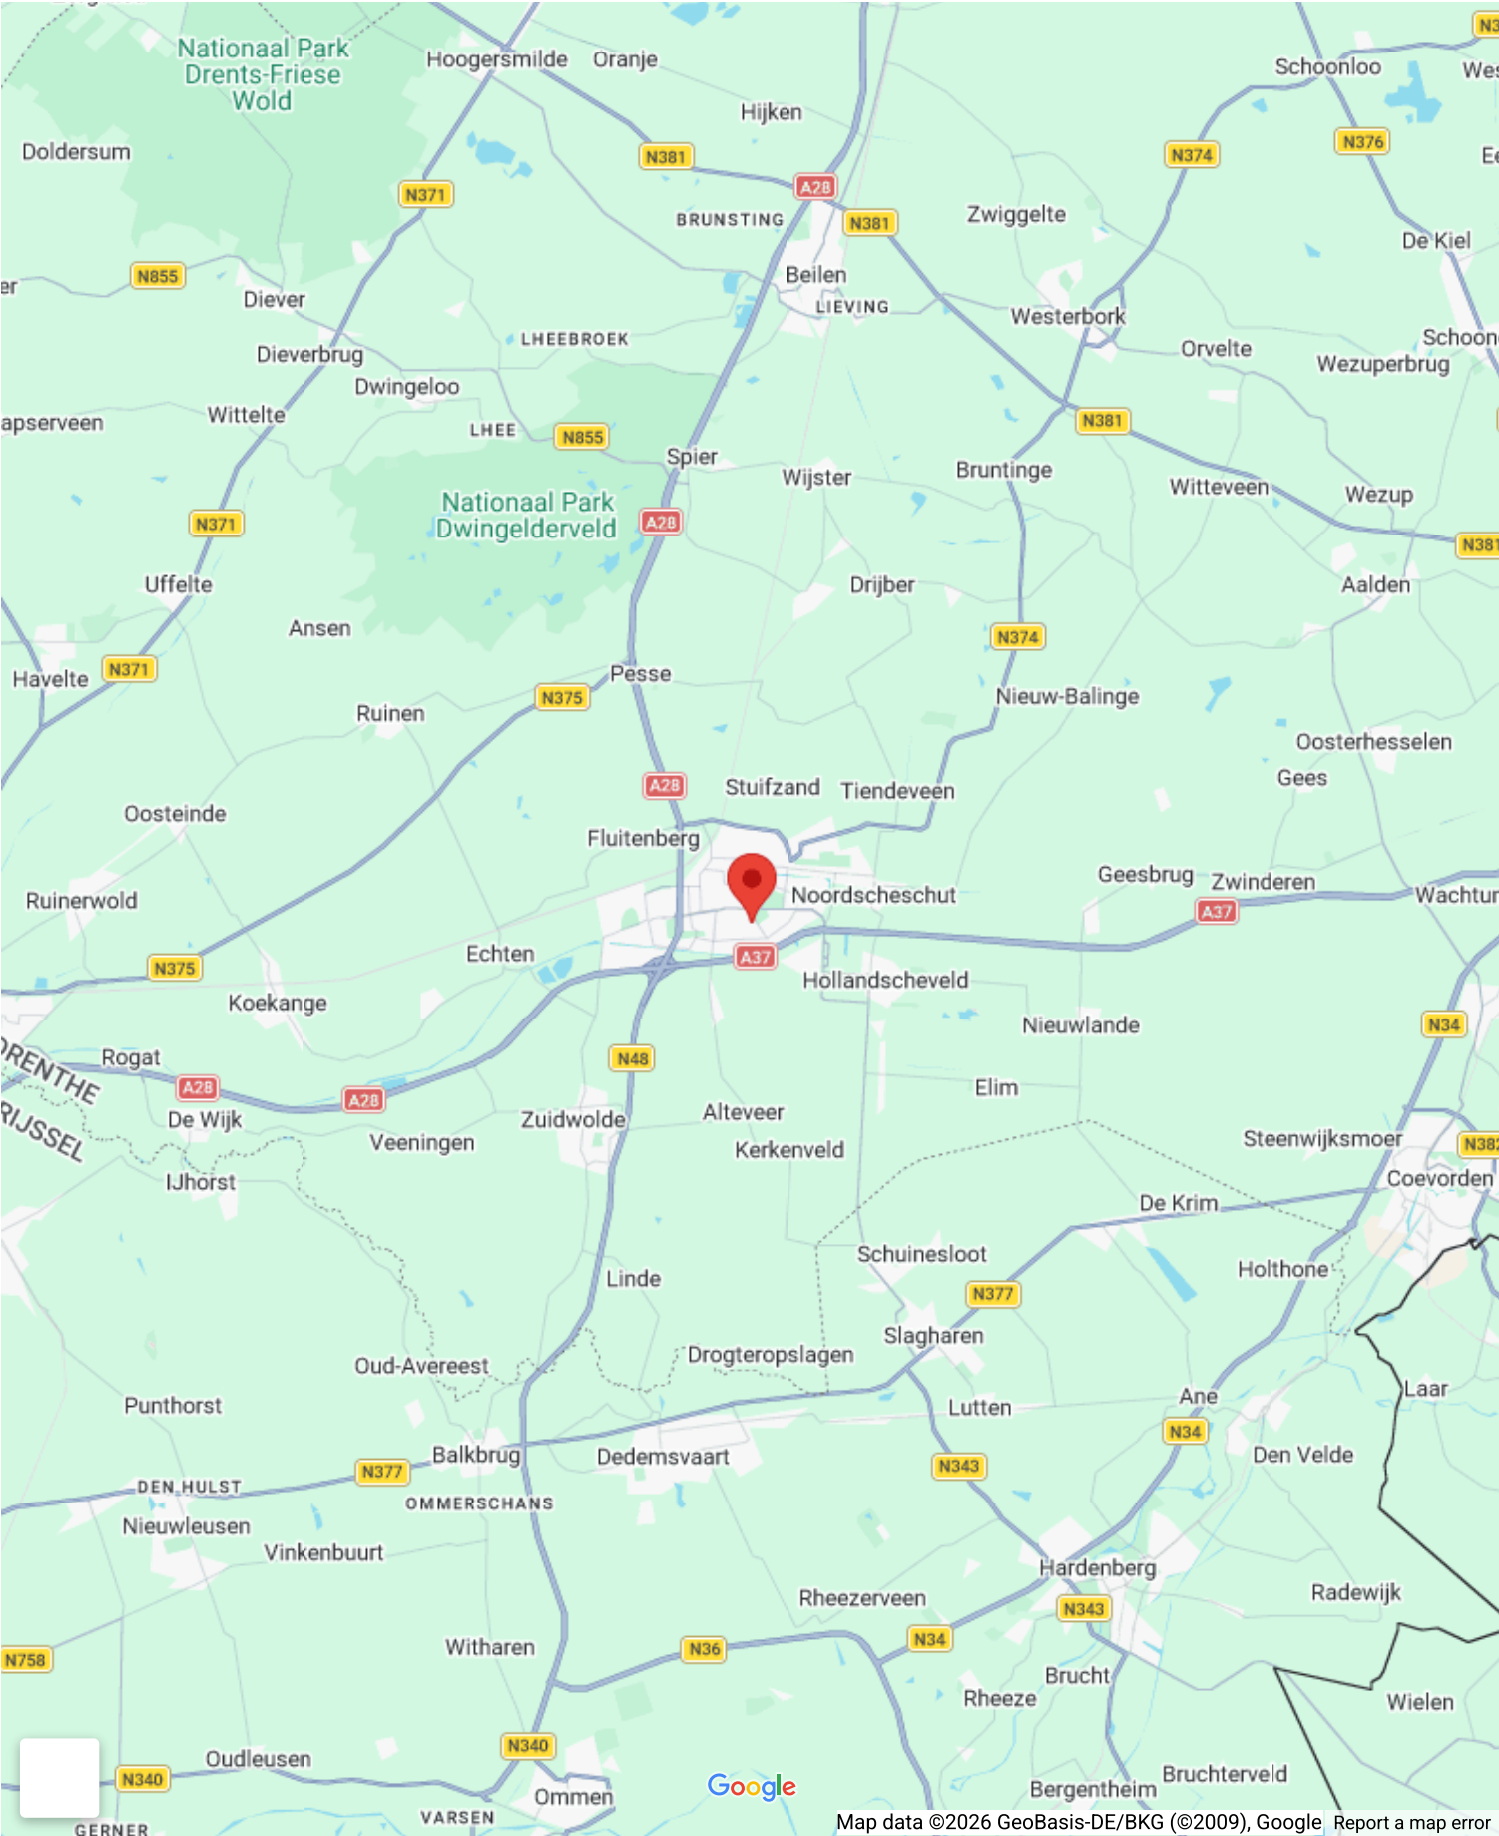 Nationaal Park
Drents-Friese
Wold
Hoogersmilde
Oranje
Schoonloo
Hijken
Doldersum
N381
N374
N376
A28
N371
BRUNSTING
N381
Zwiggelte
De Kiel
N855
Beilen
Diever
LIEVING
Westerbork
LHEEBROEK
Orvelte
Dieverbrug
Wezuperbrug
Dwingeloo
Wittelte
apserveen
LHEE
N855
N381
Spier
Wijster
Bruntinge
Witteveen
Wezup
Nationaal Park
Dwingelderveld
N371
A28
N381
Uffelte
Drijber
Aalden
Ansen
N374
Havelte
N371
Pesse
N375
Nieuw-Balinge
Ruinen
Oosterhesselen
Gees
A28
Stuifzand
Tiendeveen
Oosteinde
Fluitenberg
Geesbrug
Zwinderen
Noordscheschut
Wachtur
Ruinerwold
A37
Echten
A37
N375
Hollandscheveld
Koekange
Nieuwlande
N34
DRENTHE
Rogat
N48
A28
A28
Elim
RIJSSEL
De Wijk
Zuidwolde
Alteveer
Veeningen
Kerkenveld
Steenwijksmoer
N382
IJhorst
Coevorden
De Krim
Schuinesloot
Holthone
Linde
N377
Slagharen
Drogteropslagen
Oud-Avereest
Laar
Punthorst
Ane
Lutten
N34
Balkbrug
Dedemsvaart
Den Velde
N377
N343
DEN HULST
OMMERSCHANS
Nieuwleusen
Vinkenbuurt
Hardenberg
Radewijk
Rheezerveen
N343
Witharen
N36
N34
N758
Brucht
Rheeze
Wielen
N340
Oudleusen
N340
Bruchterveld
Google
Bergentheim
Ommen
VARSEN
GERNER
Map data ©2026 GeoBasis-DE/BKG (©2009), Google
Report a map error